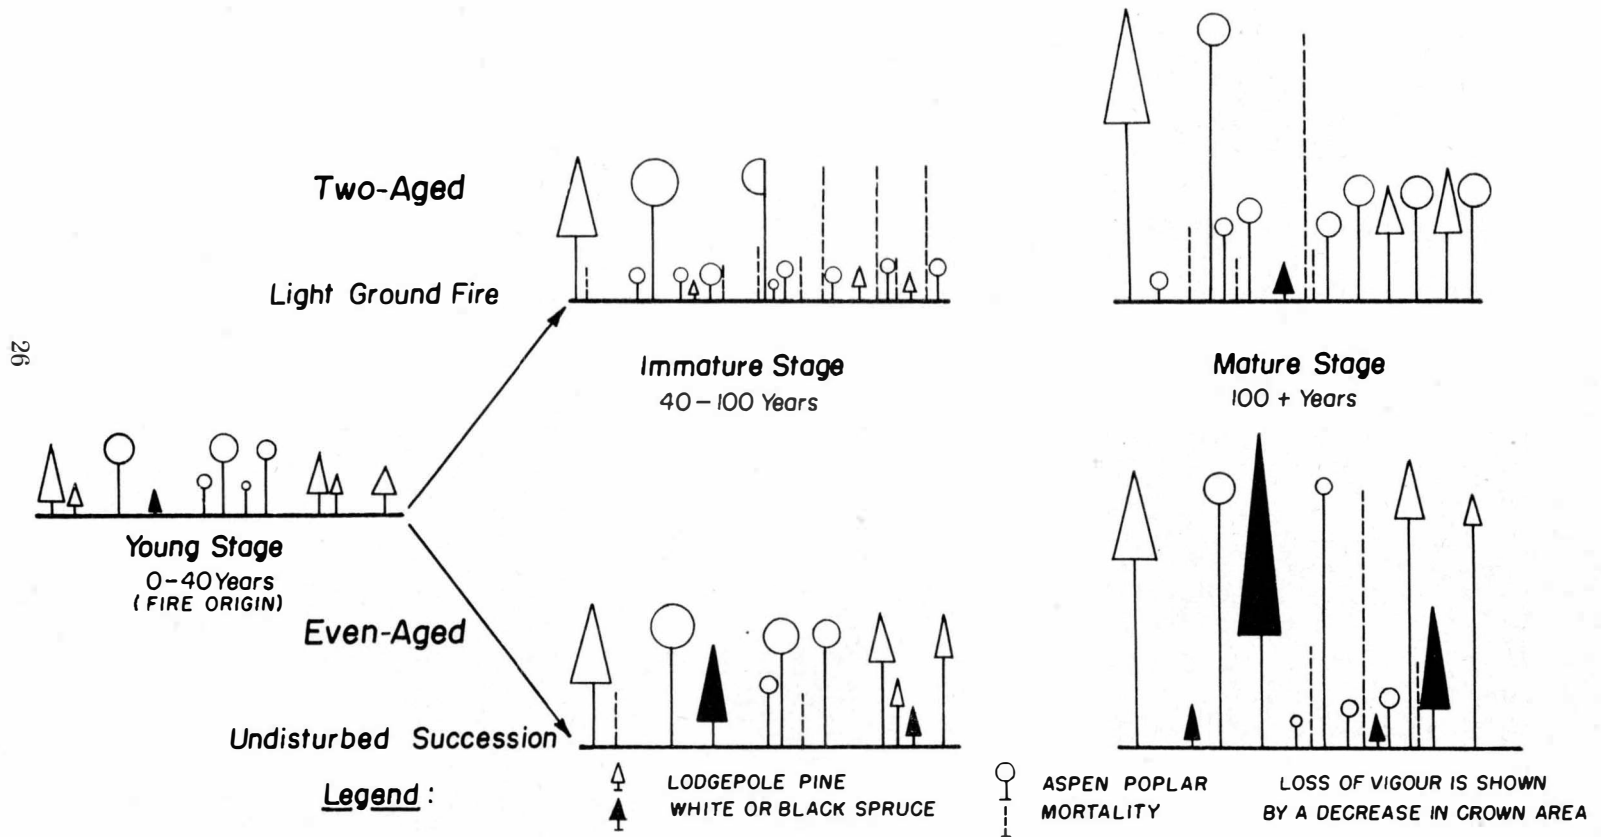 Two-Aged
Light Ground Fire
Immature Stage
40-100 Years
Mature Stage
100 + Years
26
Young Stage
0-40 Years
(FIRE ORIGIN)
Even-Aged
Undisturbed Succession
Legend:
LODGEPOLE PINE
WHITE OR BLACK SPRUCE
ASPEN POPLAR
MORTALITY
LOSS OF VIGOUR IS SHOWN
BY A DECREASE IN CROWN AREA